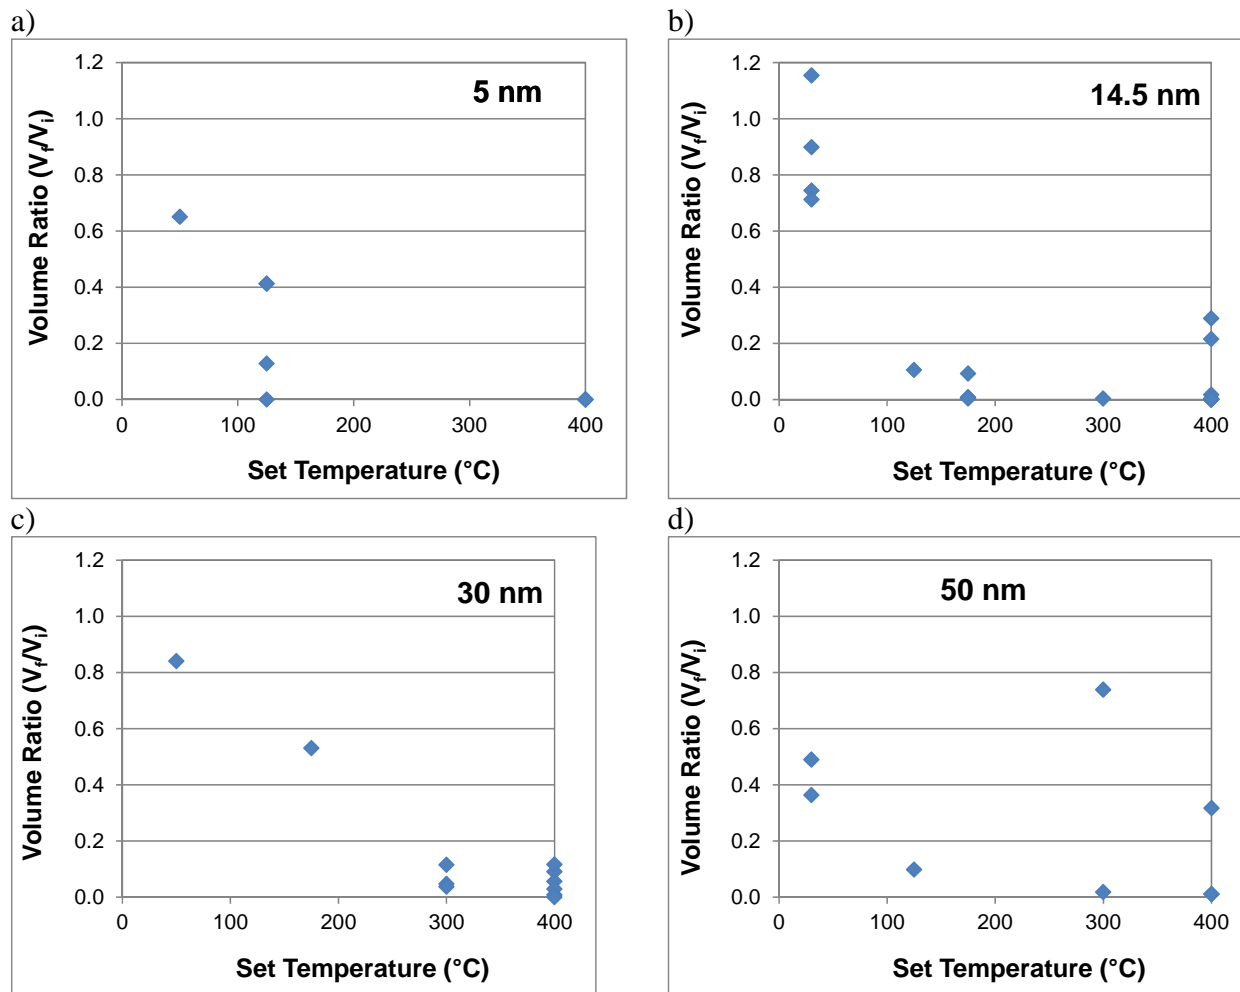 a)
5 nm
Volume Ratio (Vf/Vi)
1.2
1.0
0.8
0.6
0.4
0.2
0.0
0 100 200 300 400
Set Temperature (°C)
b)
14.5 nm
Volume Ratio (Vf/Vi)
1.2
1.0
0.8
0.6
0.4
0.2
0.0
0 100 200 300 400
Set Temperature (°C)
c)
30 nm
Volume Ratio (Vf/Vi)
1.2
1.0
0.8
0.6
0.4
0.2
0.0
0 100 200 300 400
Set Temperature (°C)
d)
50 nm
Volume Ratio (Vf/Vi)
1.2
1.0
0.8
0.6
0.4
0.2
0.0
0 100 200 300 400
Set Temperature (°C)